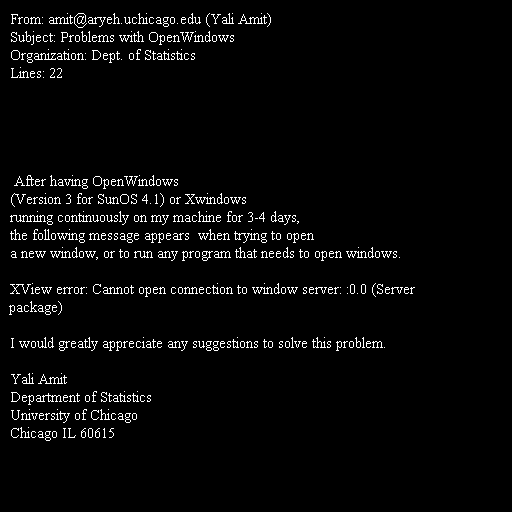 From: amit@aryeh.uchicago.edu (Yali Amit)
Subject: Problems with OpenWindows
Organization: Dept. of Statistics
Lines: 22
After having OpenWindows
(Version 3 for SunOS 4.1) or Xwindows
running continuously on my machine for 3-4 days,
the following message appears  when trying to open
a new window, or to run any program that needs to open windows.
XView error: Cannot open connection to window server: :0.0 (Server
package)
I would greatly appreciate any suggestions to solve this problem.
Yali Amit
Department of Statistics
University of Chicago
Chicago IL 60615